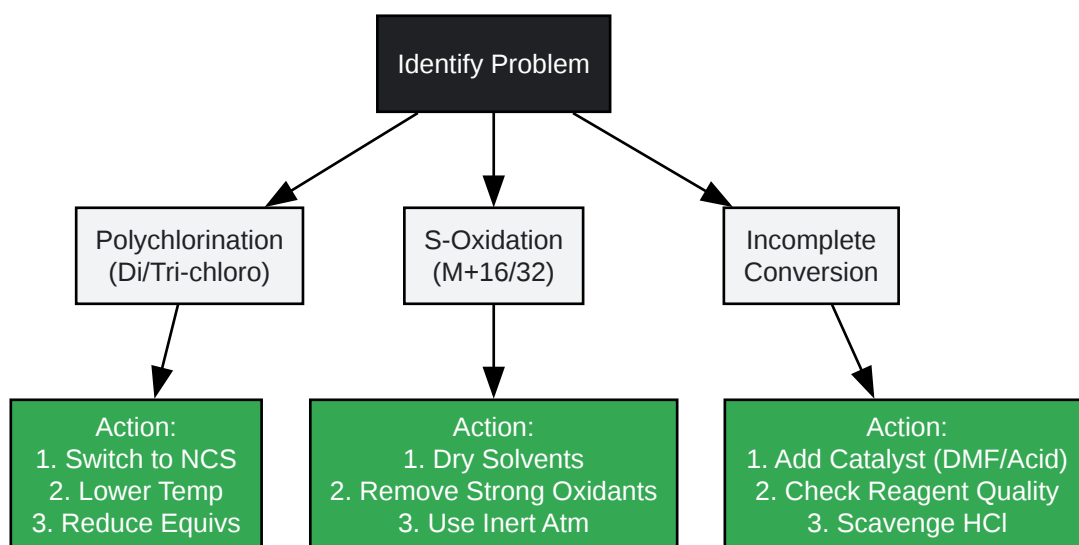 Identify Problem
Polychlorination
(Di/Tri-chloro)
S-Oxidation
(M+16/32)
Incomplete
Conversion
Action:
1. Switch to NCS
2. Lower Temp
3. Reduce Equivs
Action:
1. Dry Solvents
2. Remove Strong Oxidants
3. Use Inert Atm
Action:
1. Add Catalyst (DMF/Acid)
2. Check Reagent Quality
3. Scavenge HCl